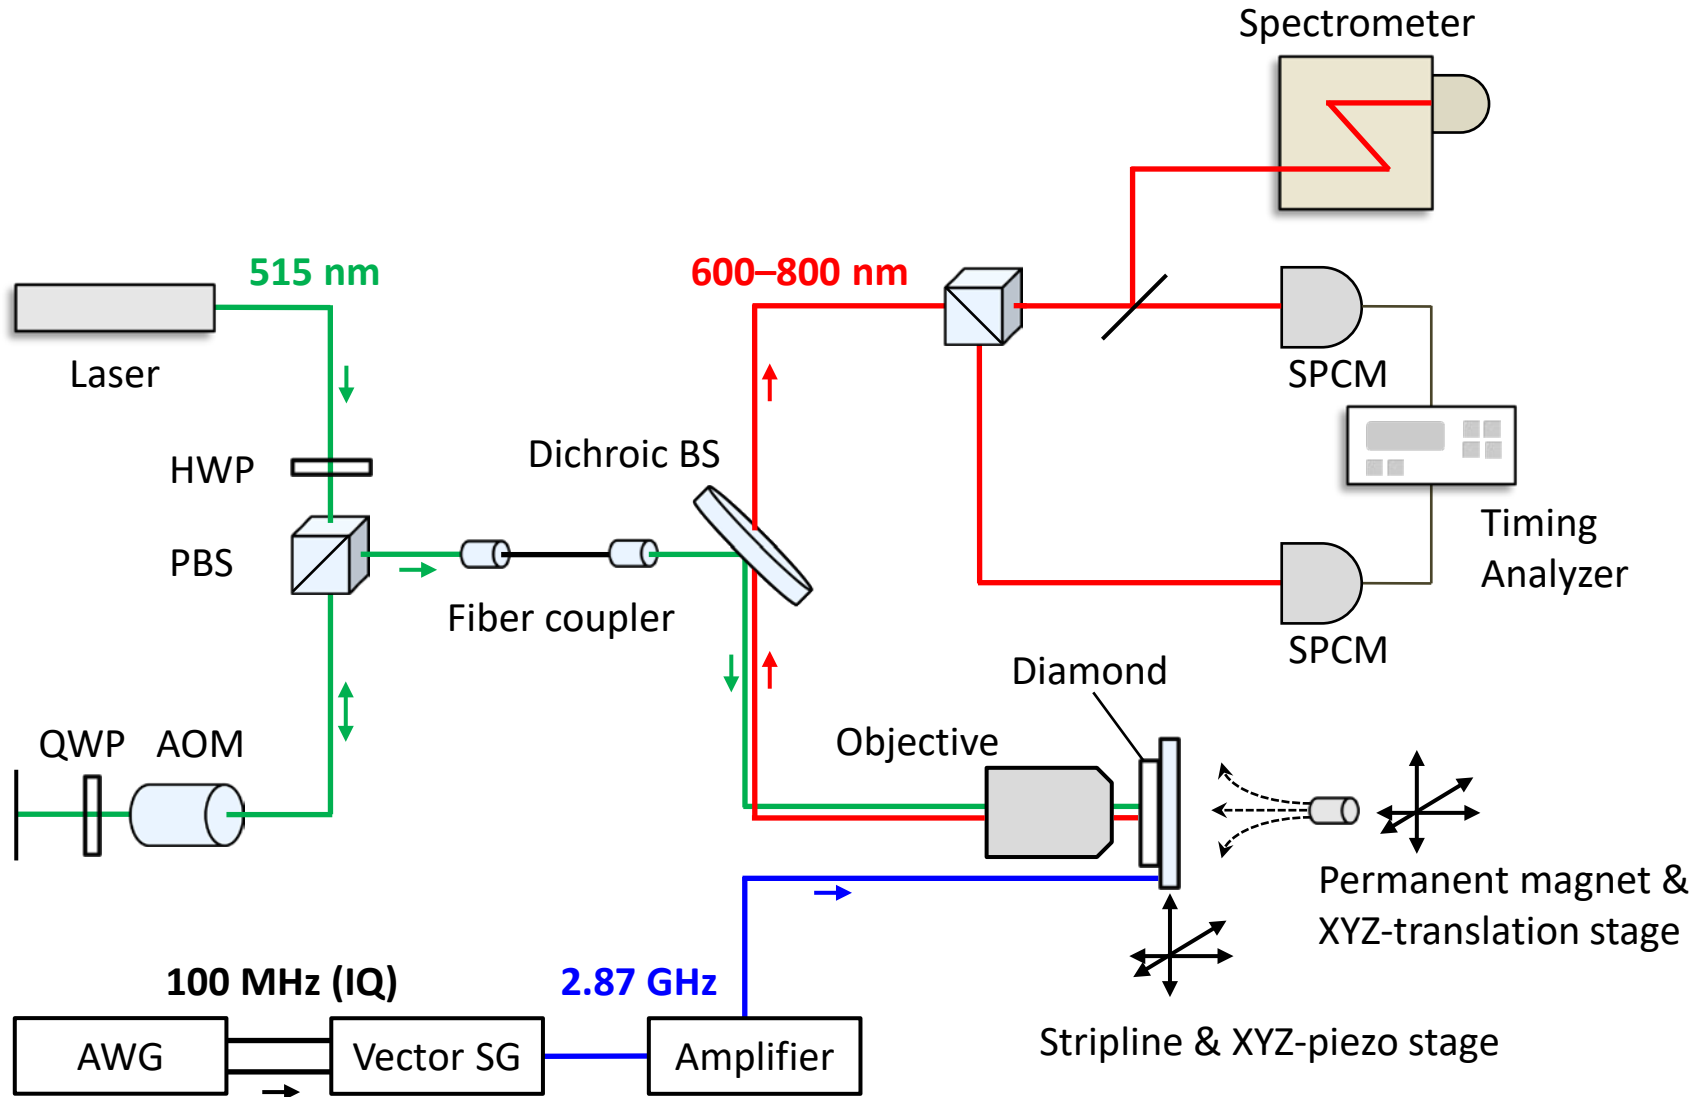 Spectrometer
515 nm
600–800 nm
Laser
SPCM
HWP
Dichroic BS
PBS
Timing
Analyzer
Fiber coupler
SPCM
Diamond
QWP
AOM
Objective
Permanent magnet &
XYZ-translation stage
100 MHz (IQ)
2.87 GHz
AWG
Vector SG
Amplifier
Stripline & XYZ-piezo stage